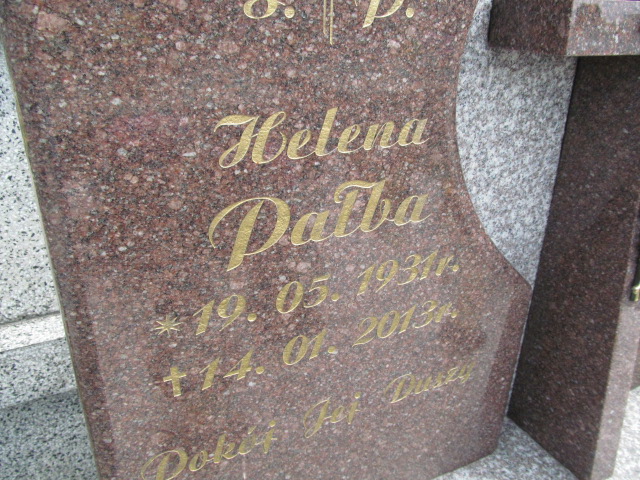 Ś. P.
Helena
Pałba
* 19. 05. 1931r.
† 14. 01. 2013r.
Pokój Jej Duszy